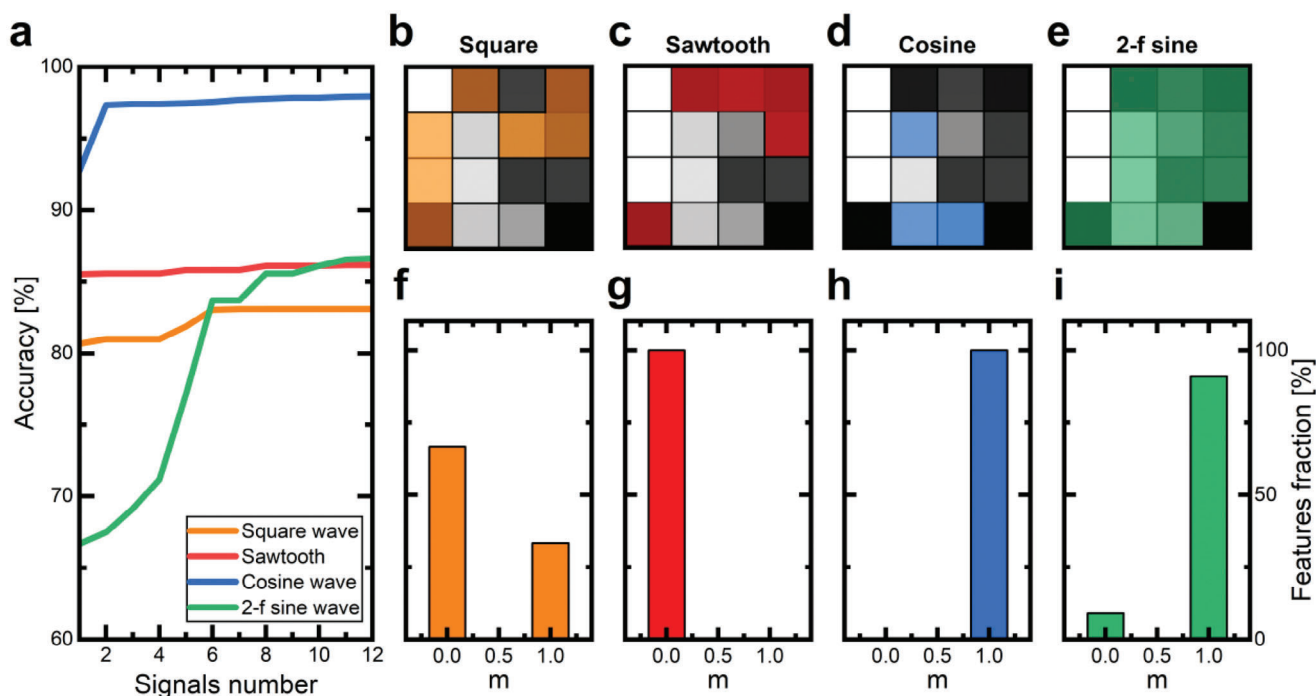 a
b
Square
c
Sawtooth
d
Cosine
e
2-f sine
100
90
80
70
60
Accuracy [%]
2
4
6
8
10
12
Signals number
Square wave
Sawtooth
Cosine wave
2-f sine wave
f
g
h
i
0.0 0.5 1.0
m
0.0 0.5 1.0
m
0.0 0.5 1.0
m
0.0 0.5 1.0
m
100
50
0
Features fraction [%]